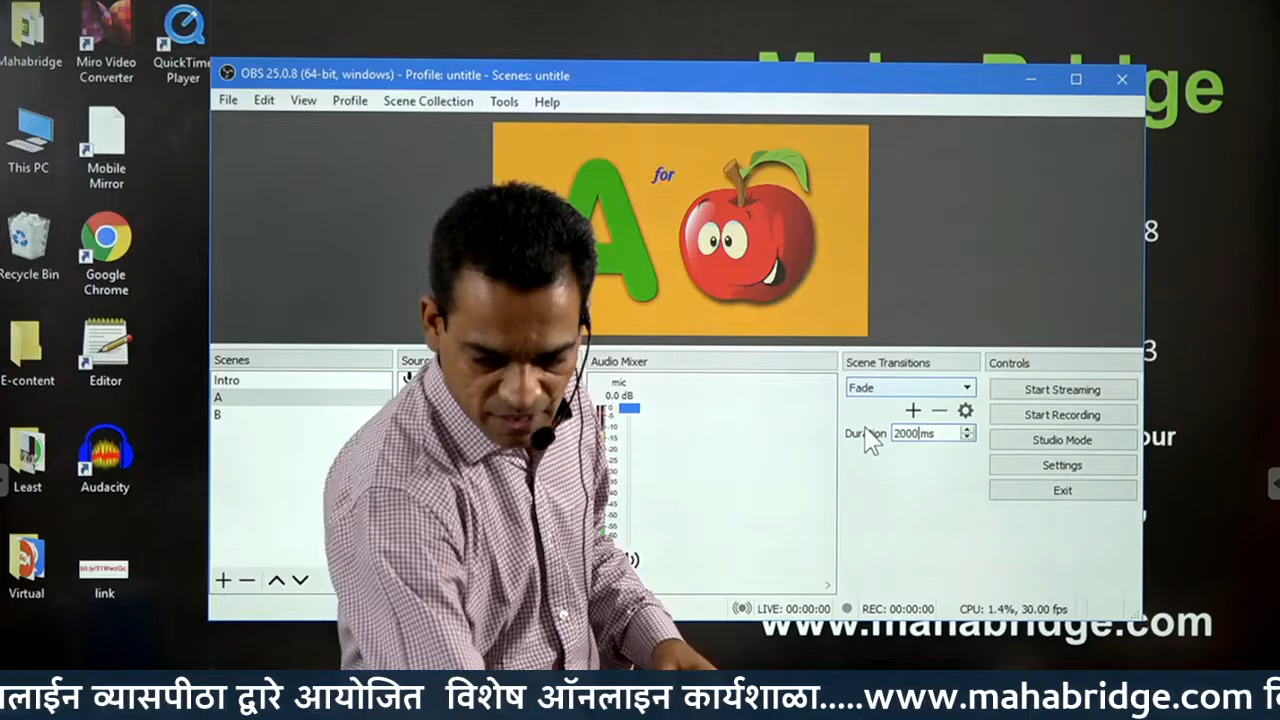 Mahabridge
Miro Video
Converter
QuickTime
Player
OBS 25.0.8 (64-bit, windows) - Profile: untitle - Scenes: untitle
File Edit View Profile Scene Collection Tools Help
This PC
Mobile
Mirror
A
for
8
Recycle Bin
Google
Chrome
Scenes
Audio Mixer
Scene Transitions
Controls
3
E-content
Editor
Intro
A
B
mic
0.0 dB
Fade
Duration 2000ms
Start Streaming
Start Recording
Studio Mode
Settings
Exit
Least
Audacity
Virtual
link
LIVE: 00:00:00
REC: 00:00:00
CPU: 1.4%, 30.00 fps
www.mahabridge.com
व्यासपीठा द्वारे आयोजित विशेष ऑनलाइन कार्यशाळा.....www.mahabridge.com